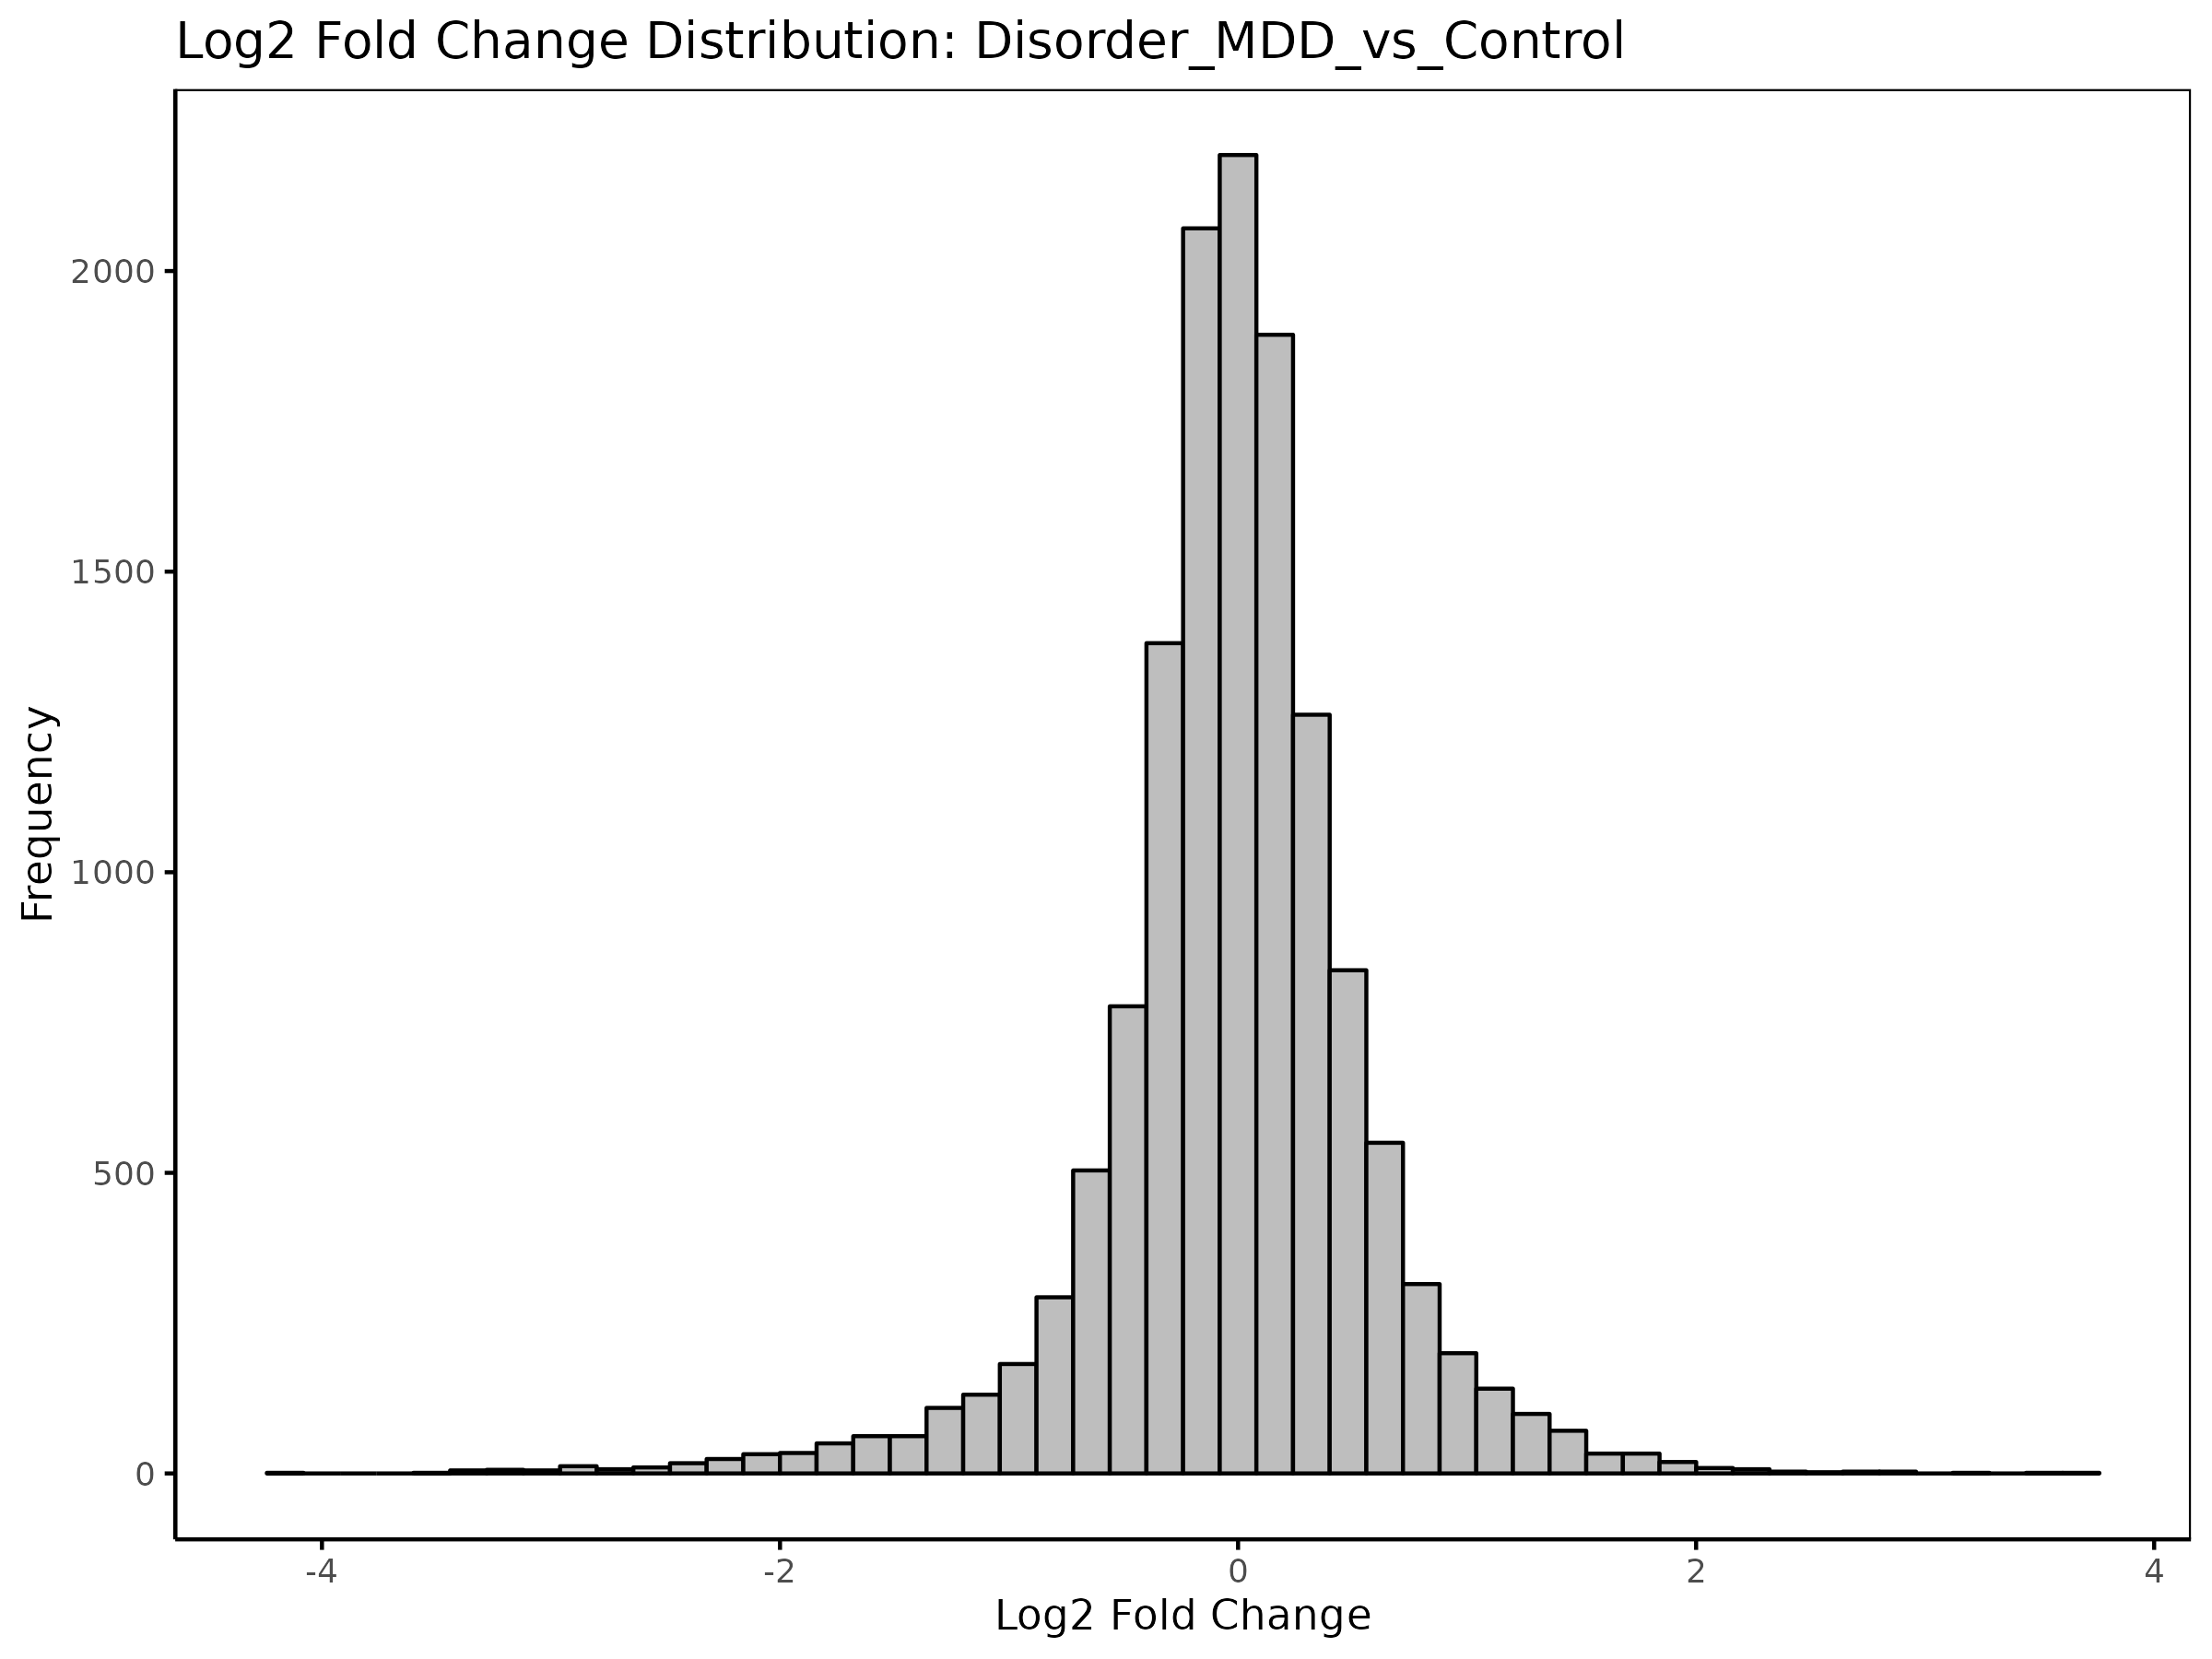 Log2 Fold Change Distribution: Disorder_MDD_vs_Control
Frequency
2000
1500
1000
500
0
-4 -2 0 2 4
Log2 Fold Change